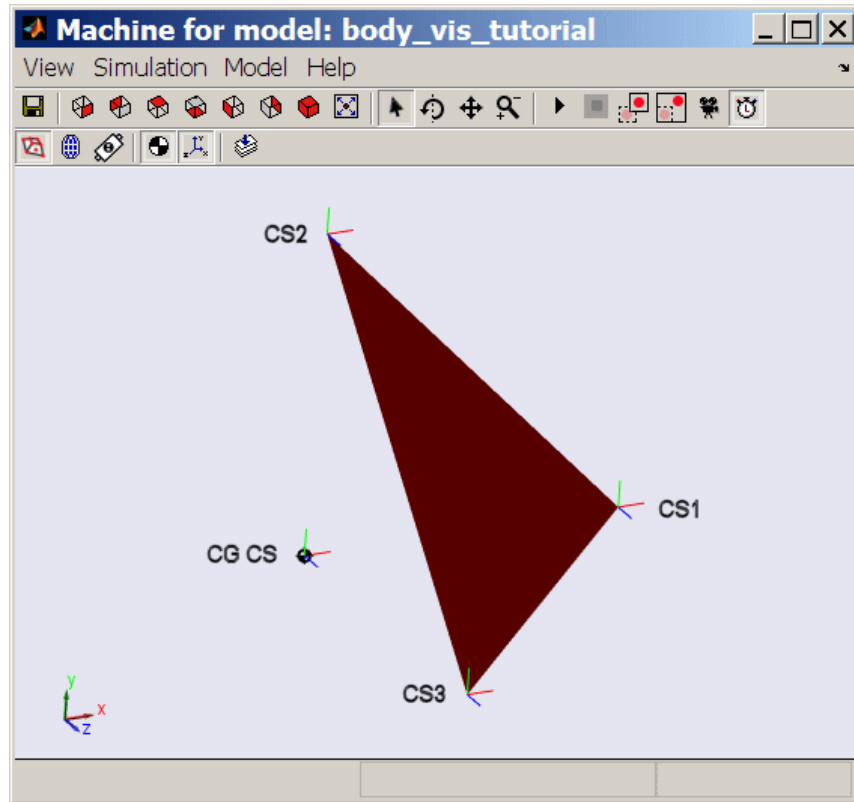 Machine for model: body_vis_tutorial
View Simulation Model Help
CS2
CS1
CG CS
CS3
y
x
z